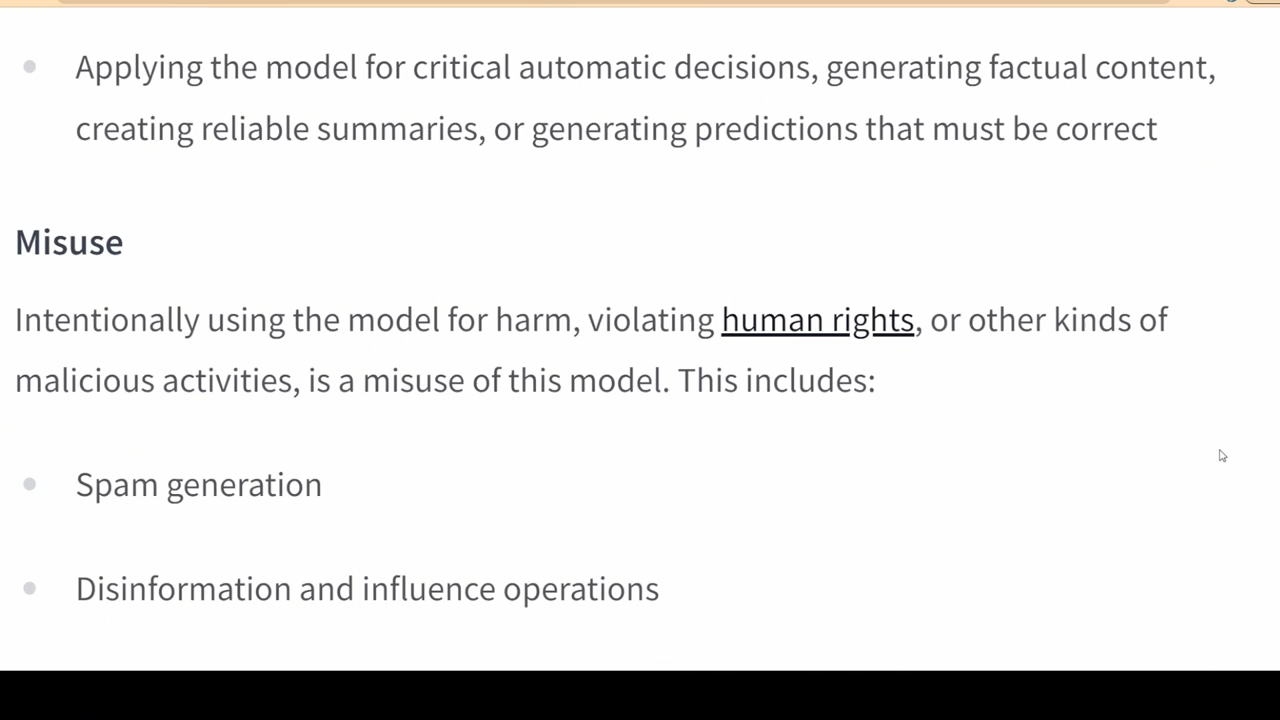 Applying the model for critical automatic decisions, generating factual content,
creating reliable summaries, or generating predictions that must be correct
Misuse
Intentionally using the model for harm, violating human rights, or other kinds of
malicious activities, is a misuse of this model. This includes:
Spam generation
Disinformation and influence operations